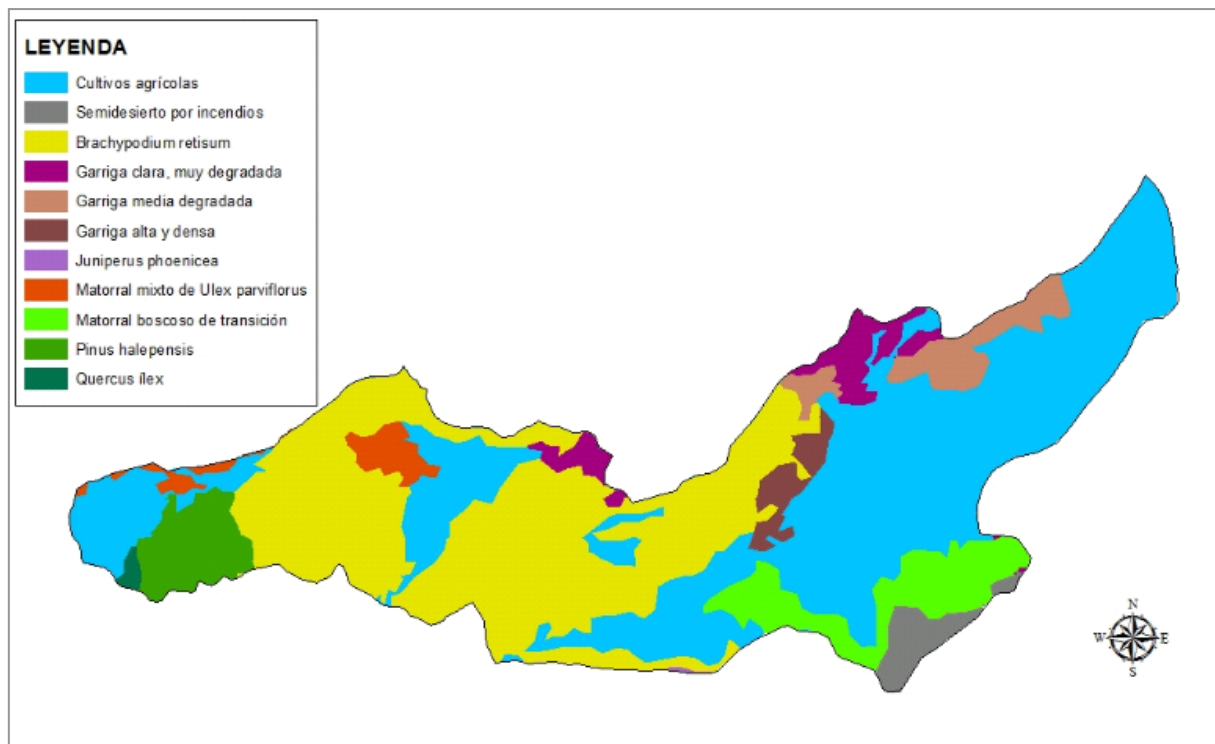 LEYENDA
Cultivos agrícolas
Semidesierto por incendios
Brachypodium retisum
Garriga clara, muy degradada
Garriga media degradada
Garriga alta y densa
Juniperus phoenicea
Matorral mixto de Ulex parviflorus
Matorral boscoso de transición
Pinus halepensis
Quercus ílex
N
W E
S